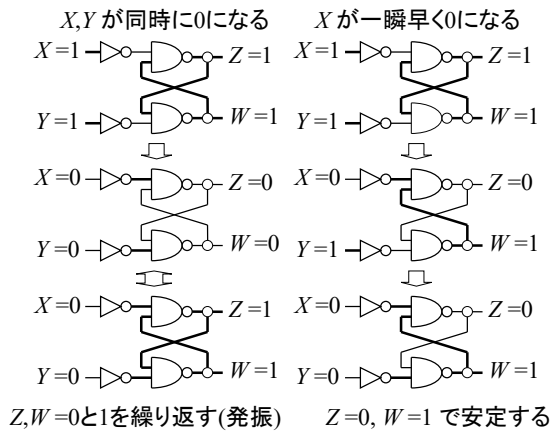 X,Y が同時に0になる
X=1
Z=1
Y=1
W=1
X=0
Z=0
Y=0
W=0
X=0
Z=1
Y=0
W=1
Z,W=0と1を繰り返す(発振)
X が一瞬早く0になる
X=1
Z=1
Y=1
W=1
X=0
Z=0
Y=1
W=1
X=0
Z=0
Y=0
W=1
Z=0, W=1 で安定する